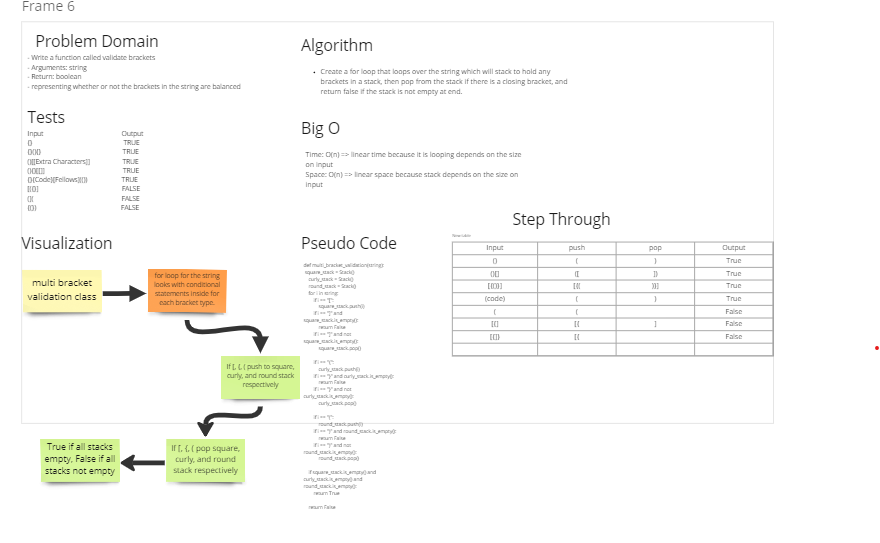 Frame 6
Problem Domain
- Write a function called validate brackets
- Arguments: string
- Return: boolean
- representing whether or not the brackets in the string are balanced
Tests
Input Output
{} TRUE
TRUE
()[[Extra Characters]] TRUE
TRUE
TRUE
FALSE
FALSE
FALSE
Algorithm
• Create a for loop that loops over the string which will stack to hold any
brackets in a stack, then pop from the stack if there is a closing bracket, and
return false if the stack is not empty at end.
Big O
Time: O(n) => linear time because it is looping depends on the size
on input
Space: O(n) => linear space because stack depends on the size on
input
Visualization
multi bracket
validation class
for loop for the string
looks with conditional
statements inside for
each bracket type.
If [, {, ( push to square,
curly, and round stack
respectively
If [, {, ( pop square,
curly, and round
stack respectively
True if all stacks
empty, False if all
stacks not empty
Pseudo Code
def multi_bracket_validation(string):
square_stack = Stack()
curly_stack = Stack()
round_stack = Stack()
for i in string:
if i == "[":
square_stack.push(i)
if i == "]" and
square_stack.is_empty():
return False
if i == "]" and not
square_stack.is_empty():
square_stack.pop()
if i == "{":
curly_stack.push(i)
if i == "}" and curly_stack.is_empty():
return False
if i == "}" and not
curly_stack.is_empty():
curly_stack.pop()
if i == "(":
round_stack.push(i)
if i == ")" and round_stack.is_empty():
return False
if i == ")" and not
round_stack.is_empty():
round_stack.pop()
if square_stack.is_empty() and
curly_stack.is_empty() and
round_stack.is_empty():
return True
return False
Step Through
Input push pop Output
True
True
True
(code) ( ) True
( ( False
False
False